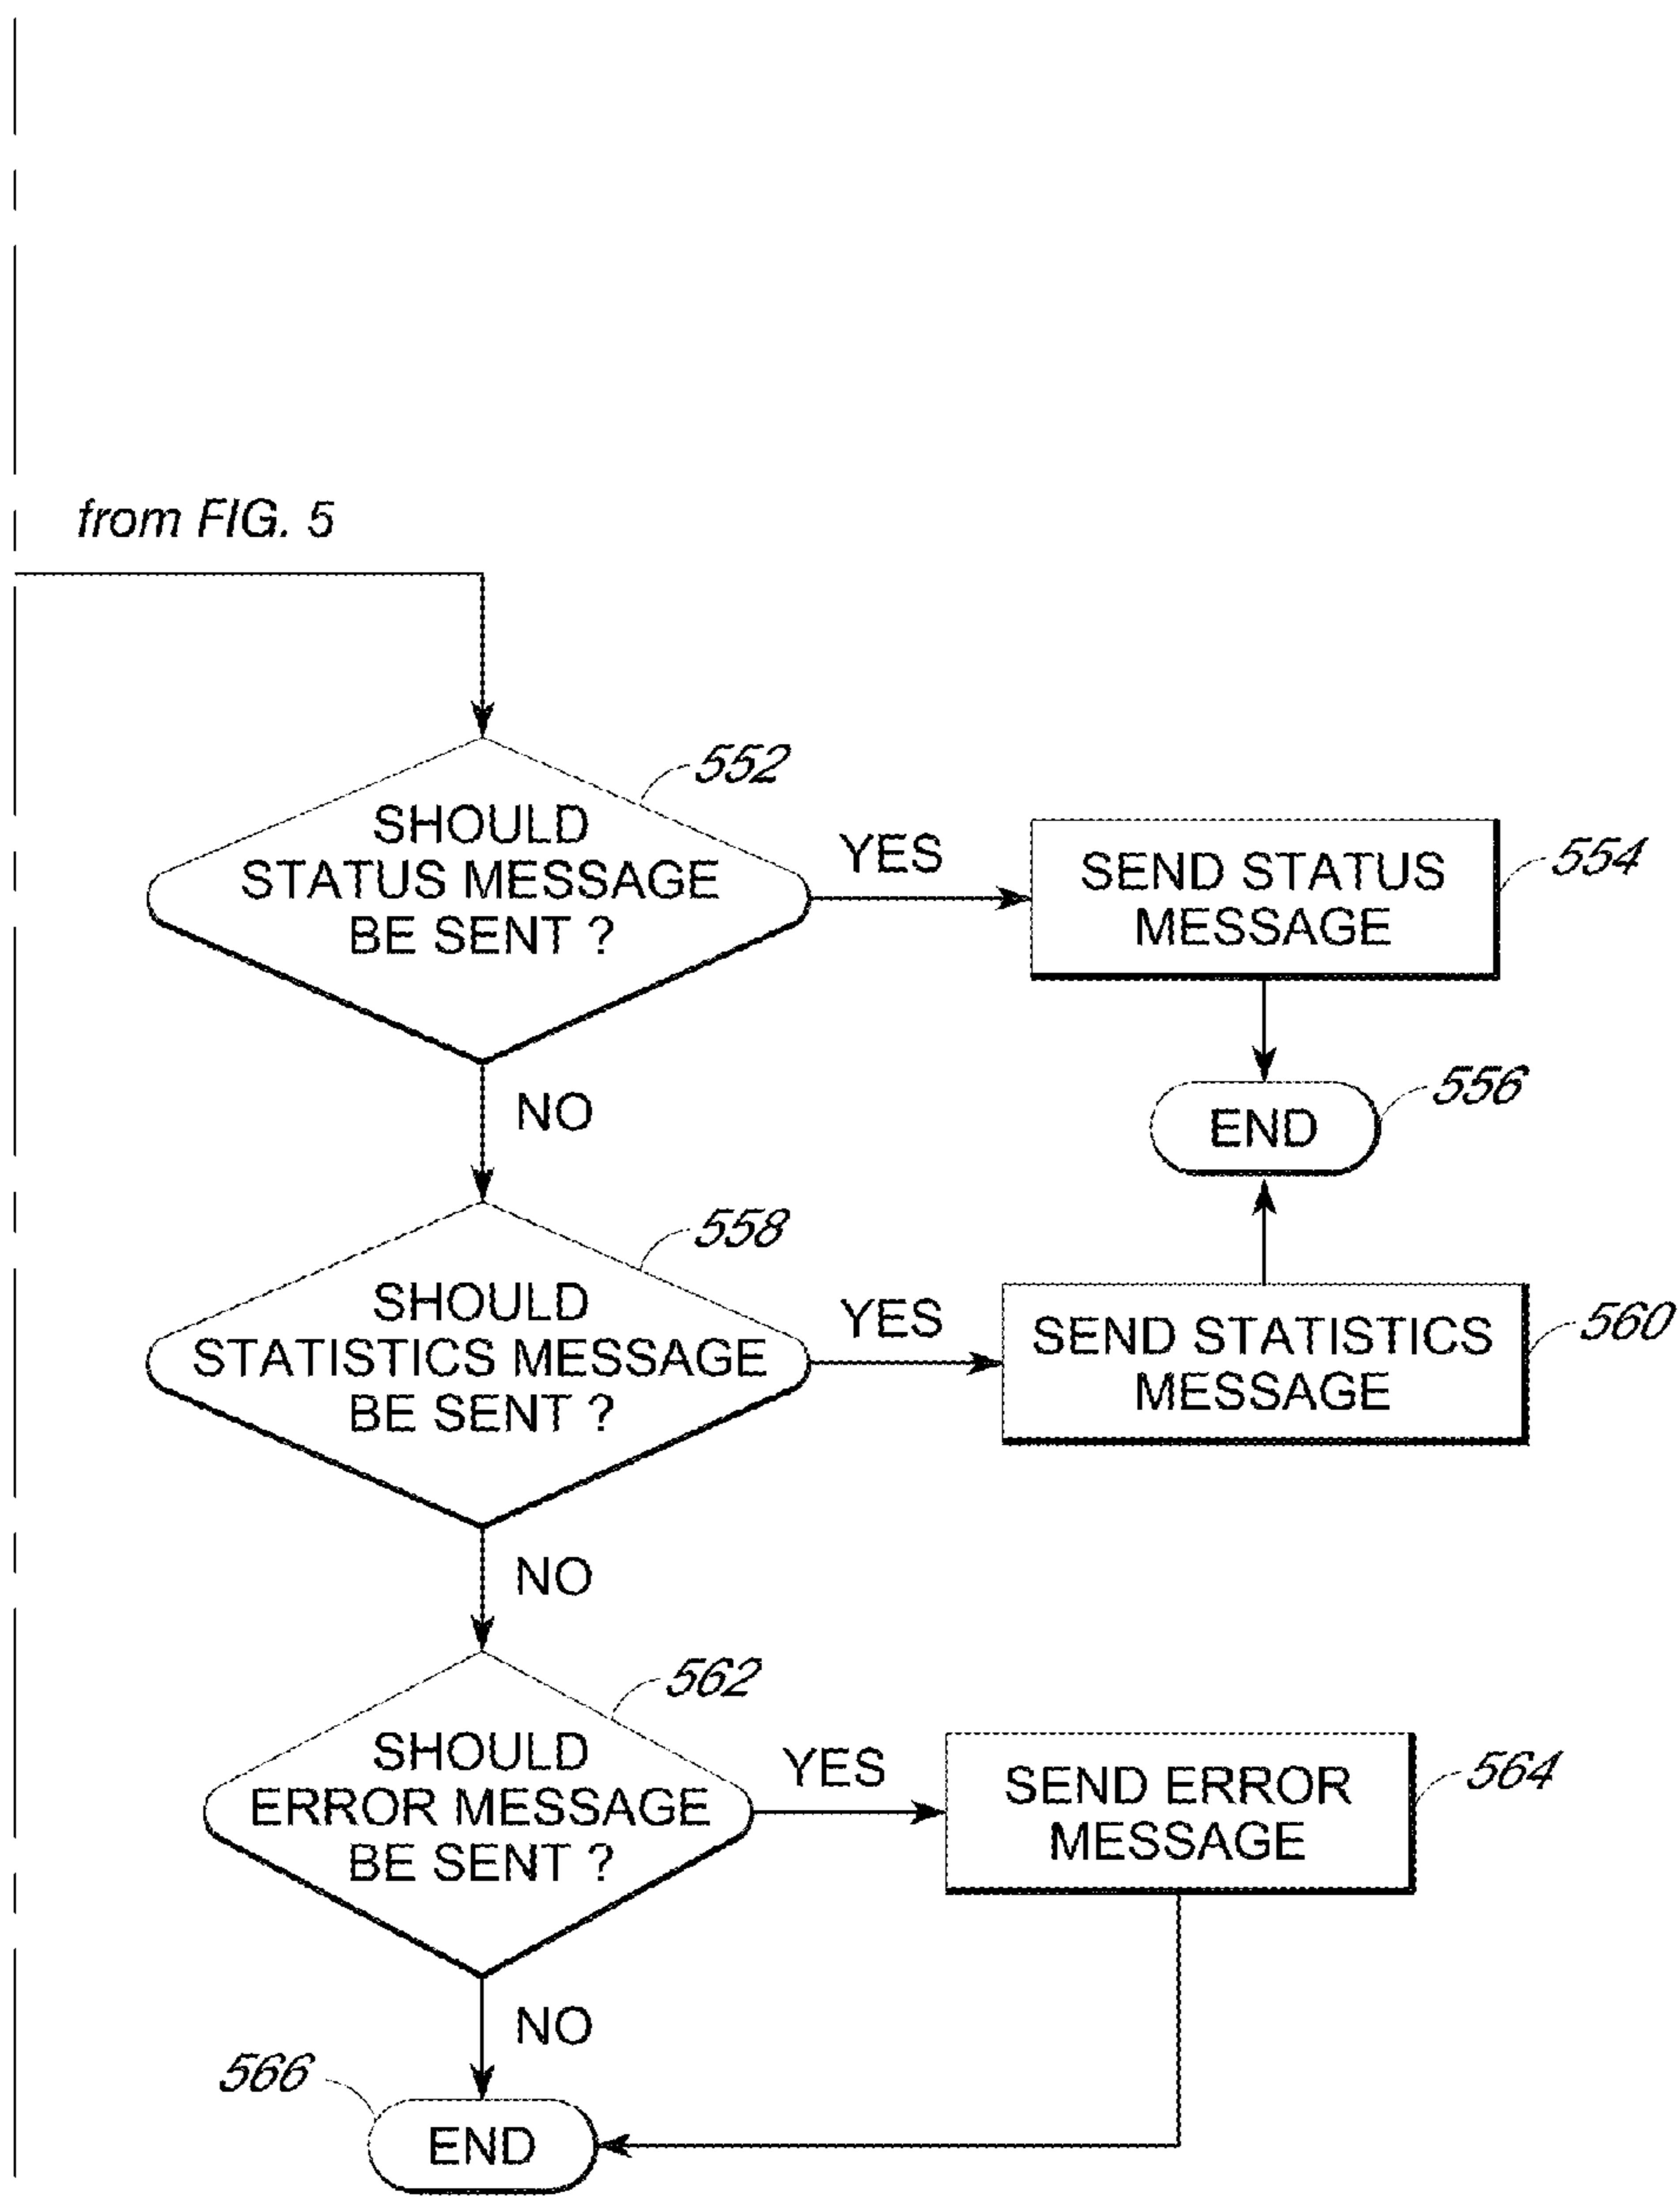 from FIG. 5
552
SHOULD
STATUS MESSAGE
BE SENT ?
YES
SEND STATUS
MESSAGE
554
NO
END
556
558
SHOULD
STATISTICS MESSAGE
BE SENT ?
YES
SEND STATISTICS
MESSAGE
560
NO
562
SHOULD
ERROR MESSAGE
BE SENT ?
YES
SEND ERROR
MESSAGE
564
NO
566
END